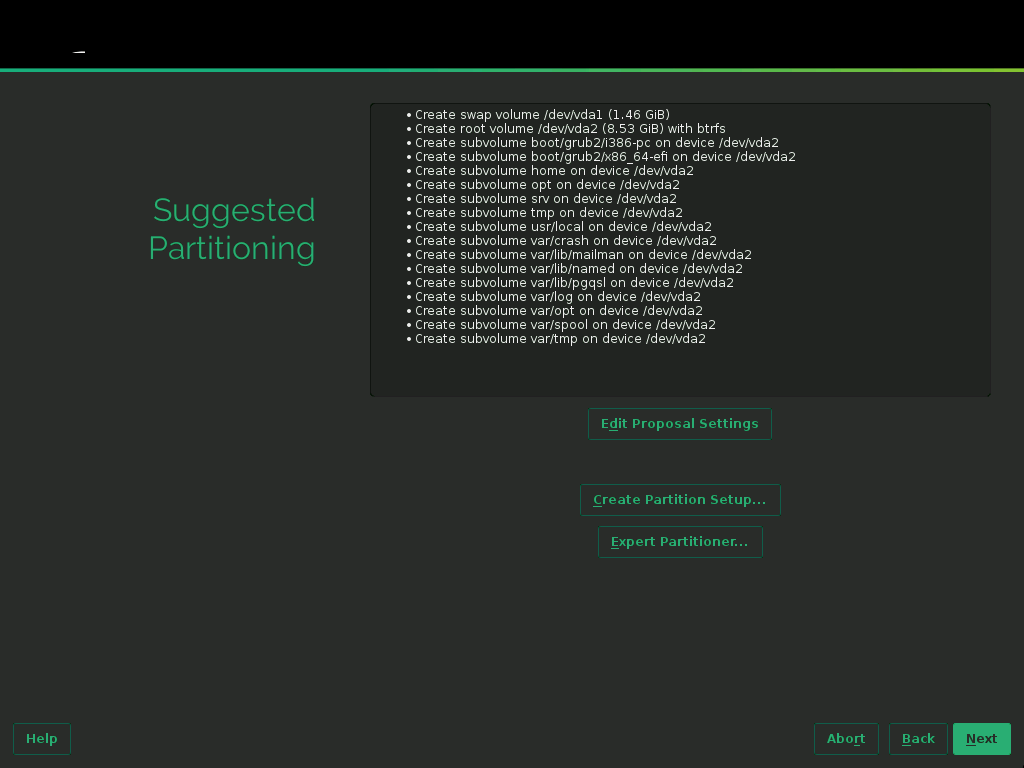 Suggested
Partitioning
• Create swap volume /dev/vda1 (1.46 GiB)
• Create root volume /dev/vda2 (8.53 GiB) with btrfs
• Create subvolume boot/grub2/i386-pc on device /dev/vda2
• Create subvolume boot/grub2/x86_64-efi on device /dev/vda2
• Create subvolume home on device /dev/vda2
• Create subvolume opt on device /dev/vda2
• Create subvolume srv on device /dev/vda2
• Create subvolume tmp on device /dev/vda2
• Create subvolume usr/local on device /dev/vda2
• Create subvolume var/crash on device /dev/vda2
• Create subvolume var/lib/mailman on device /dev/vda2
• Create subvolume var/lib/named on device /dev/vda2
• Create subvolume var/lib/pgqsl on device /dev/vda2
• Create subvolume var/log on device /dev/vda2
• Create subvolume var/opt on device /dev/vda2
• Create subvolume var/spool on device /dev/vda2
• Create subvolume var/tmp on device /dev/vda2
Edit Proposal Settings
Create Partition Setup...
Expert Partitioner...
Help
Abort
Back
Next